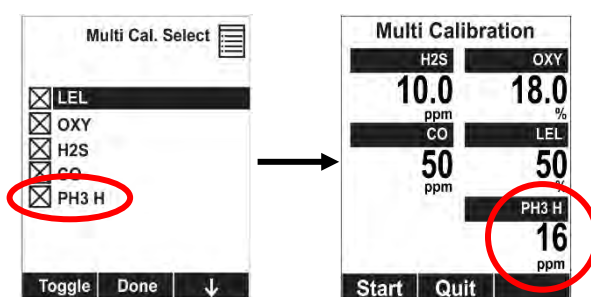 Multi Cal. Select
LEL
OXY
H2S
CO
PH3 H
Toggle Done ↓
Multi Calibration
H2S OXY
10.0 18.0
ppm %
CO LEL
50 50
ppm %
PH3 H
16
ppm
Start Quit